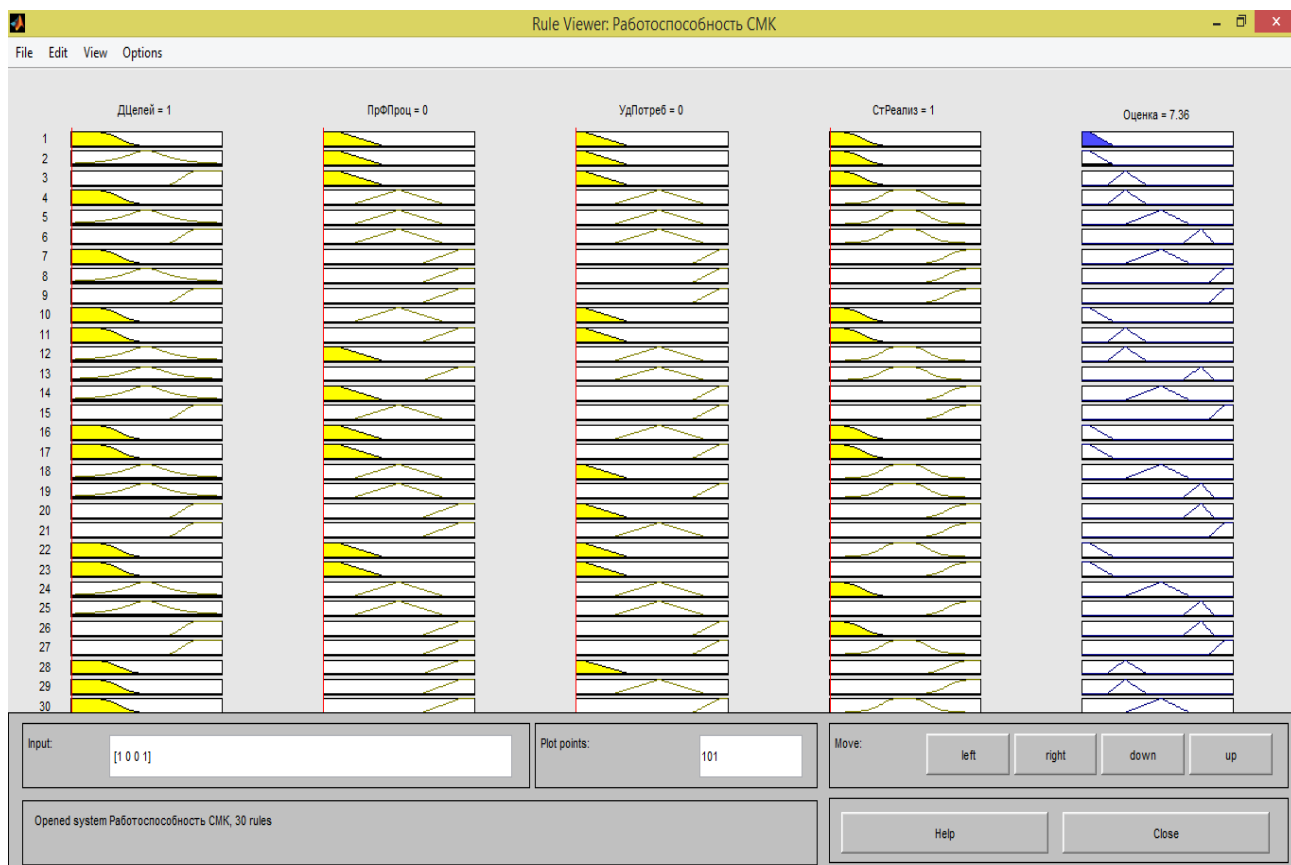 Rule Viewer: Работоспособность СМК
File Edit View Options
ДЦелей = 1
ПрФПроц = 0
УдПотреб = 0
СтРеализ = 1
Оценка = 7.36
1
2
3
4
5
6
7
8
9
10
11
12
13
14
15
16
17
18
19
20
21
22
23
24
25
26
27
28
29
30
Input:
[1 0 0 1]
Plot points:
101
Move:
left
right
down
up
Opened system Работоспособность СМК, 30 rules
Help
Close